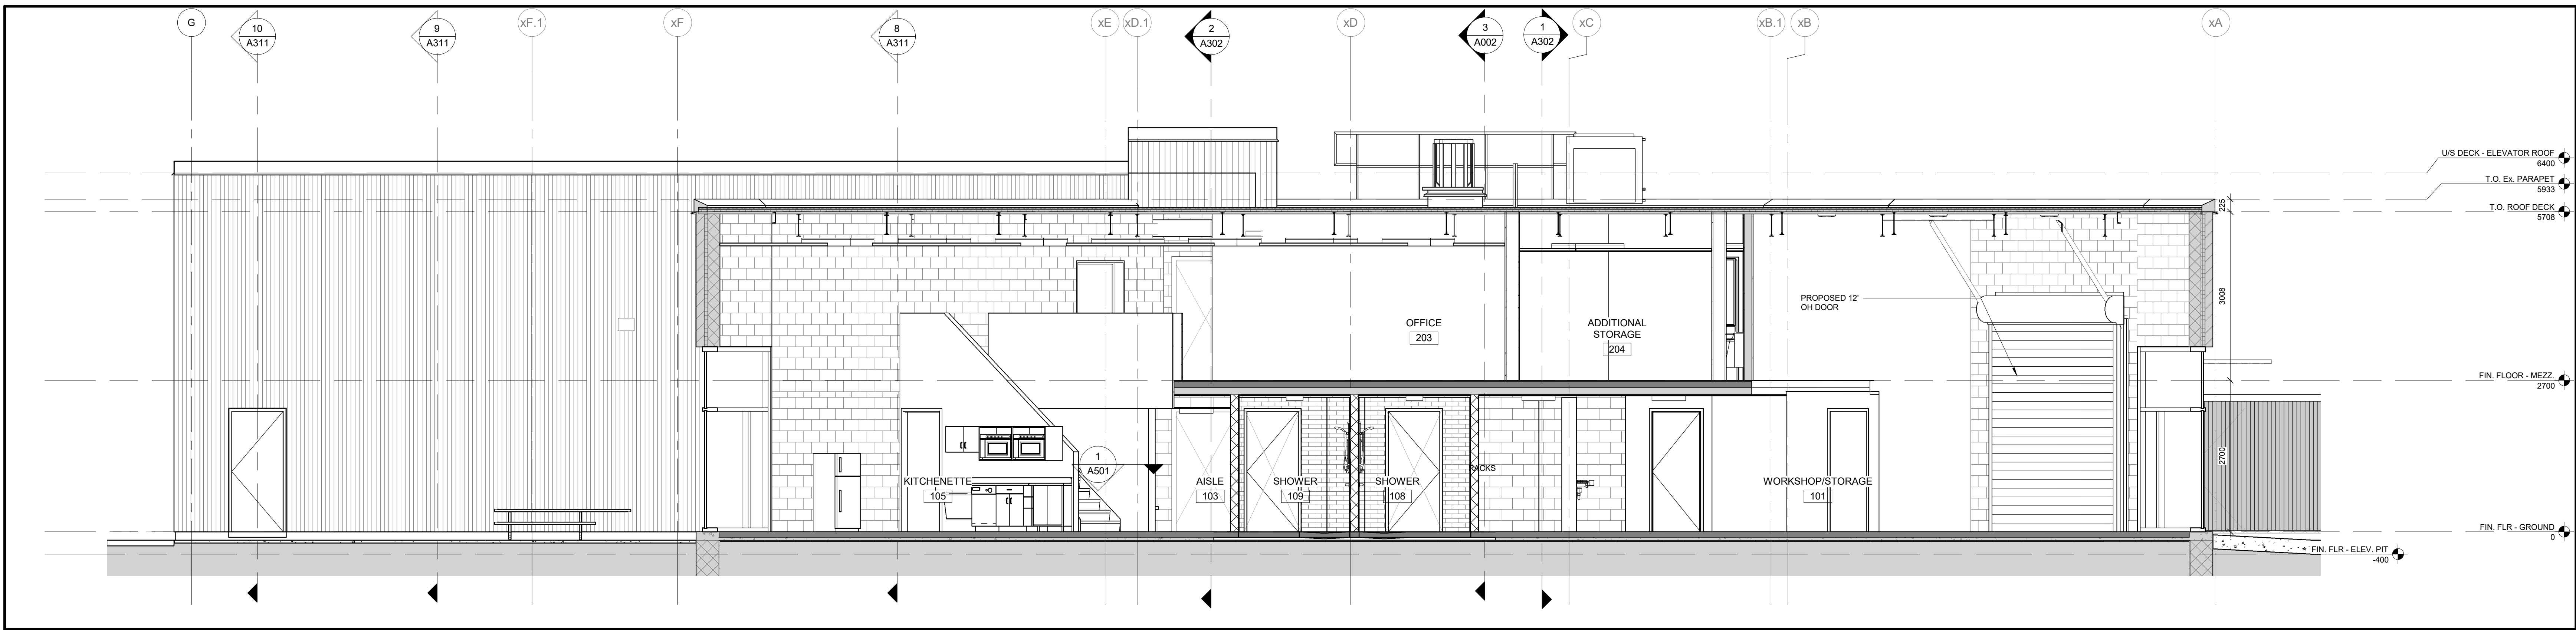 G
10
A311
9
A311
xF.1
xF
8
A311
xE
xD.1
2
A302
xD
3
A002
1
A302
xC
xB.1
xB
xA
U/S DECK - ELEVATOR ROOF
6400
T.O. Ex. PARAPET
5933
225
T.O. ROOF DECK
5708
PROPOSED 12'
OH DOOR
3008
OFFICE
203
ADDITIONAL
STORAGE
204
FIN. FLOOR - MEZZ.
2700
1
A501
RACKS
2700
KITCHENETTE
105
AISLE
103
SHOWER
109
SHOWER
108
WORKSHOP/STORAGE
101
FIN. FLR - GROUND
0
FIN. FLR - ELEV. PIT
-400